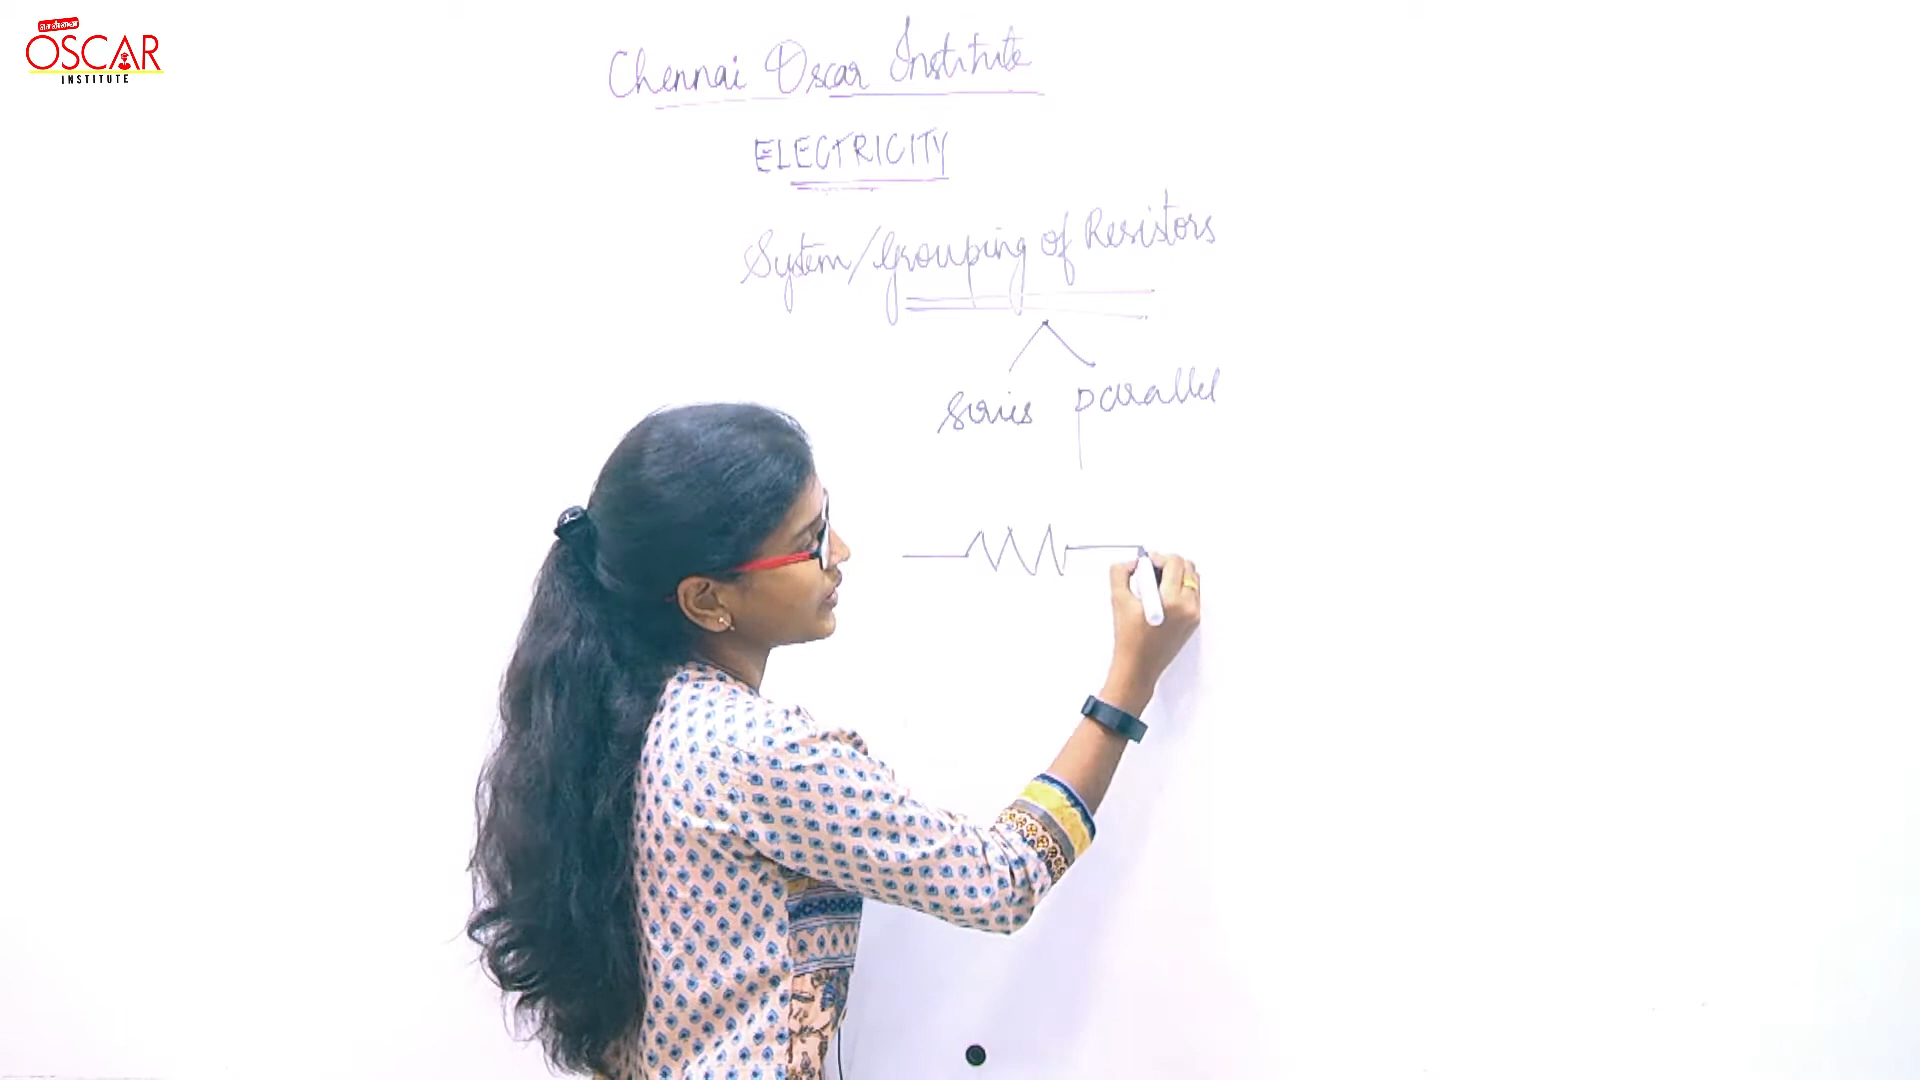 சென்னை
OSCAR
INSTITUTE
Chennai Oscar Institute
ELECTRICITY
System/Grouping of Resistors
Series parallel